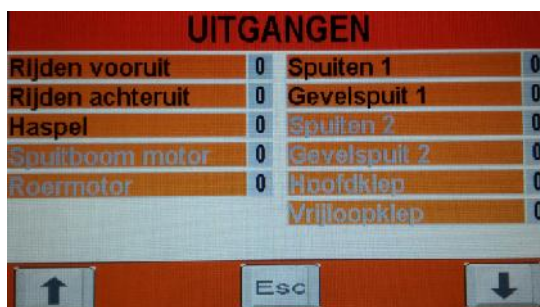 UITGANGEN
Rijden vooruit 0 Spuiten 1 0
Rijden achteruit 0 Gevelspuit 1 0
Haspel 0 Spuiten 2 0
Spuitboom motor 0 Gevelspuit 2 0
Roermotor 0 Hoofdklep 0
Vrijloopklep 0
Esc